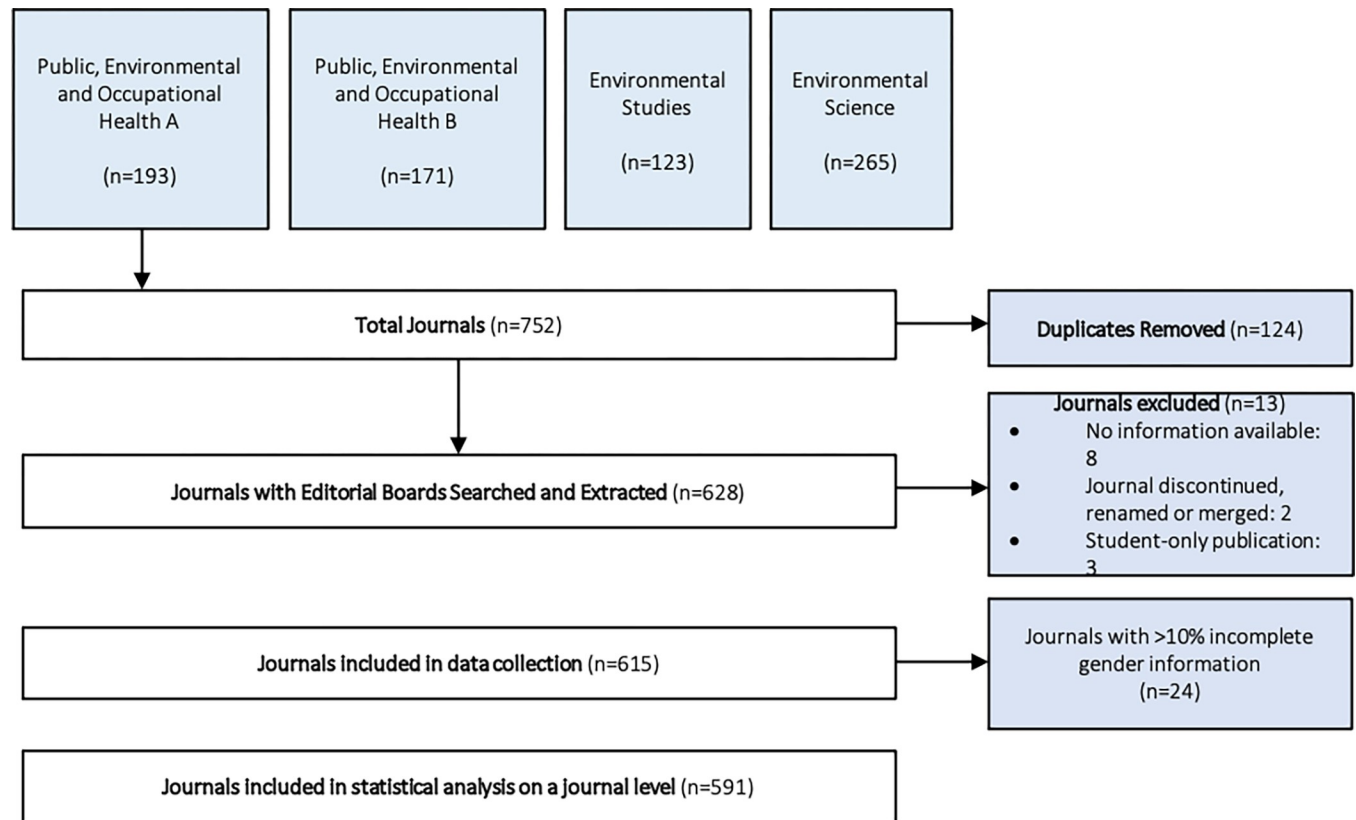 Public, Environmental
and Occupational
Health A
(n=193)
Public, Environmental
and Occupational
Health B
(n=171)
Environmental
Studies
(n=123)
Environmental
Science
(n=265)
Total Journals (n=752)
Duplicates Removed (n=124)
Journals excluded (n=13)
• No information available:
8
• Journal discontinued,
renamed or merged: 2
• Student-only publication:
3
Journals with Editorial Boards Searched and Extracted (n=628)
Journals included in data collection (n=615)
Journals with >10% incomplete
gender information
(n=24)
Journals included in statistical analysis on a journal level (n=591)